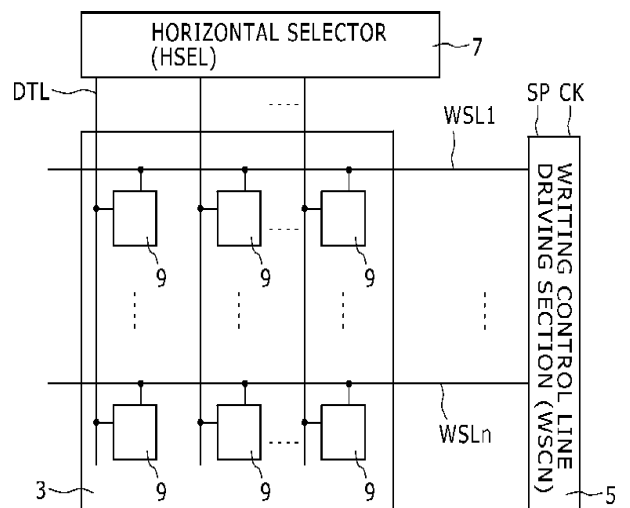 HORIZONTAL SELECTOR
(HSEL)
7
DTL
SP CK
WSL1
WRITING CONTROL LINE
DRIVING SECTION (WSCN)
9 9 9
WSLn
3 9 9 9 5